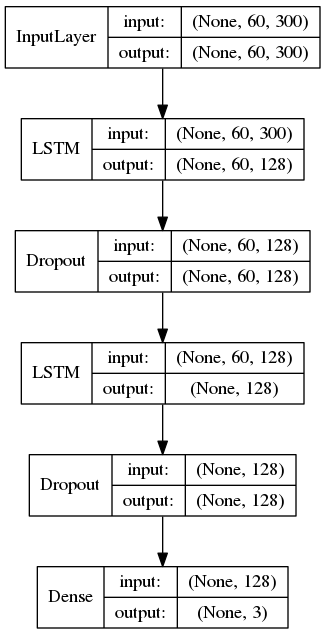 InputLayer input: (None, 60, 300)
output: (None, 60, 300)
LSTM input: (None, 60, 300)
output: (None, 60, 128)
Dropout input: (None, 60, 128)
output: (None, 60, 128)
LSTM input: (None, 60, 128)
output: (None, 128)
Dropout input: (None, 128)
output: (None, 128)
Dense input: (None, 128)
output: (None, 3)